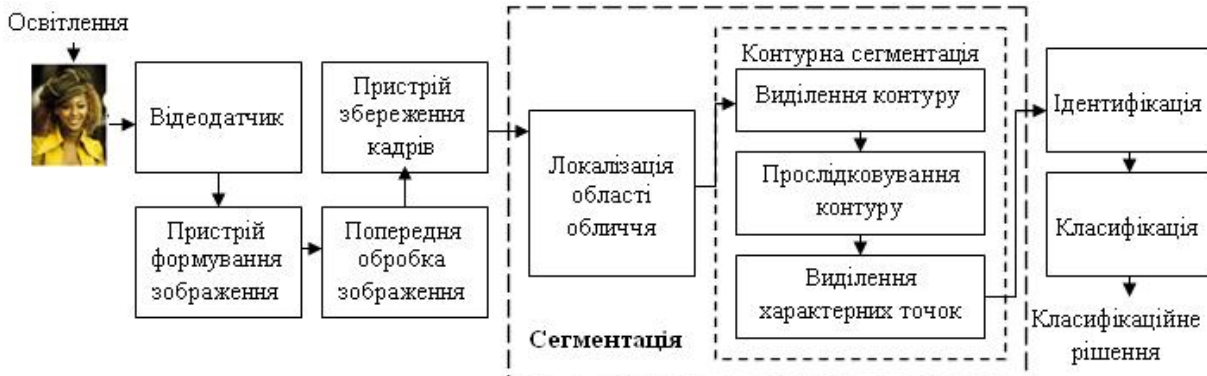 Освітлення
Відеодатчик
Пристрій
формування
зображення
Попередня
обробка
зображення
Пристрій
збереження
кадрів
Сегментація
Локалізація
області
обличчя
Контурна сегментація
Виділення контуру
Прослідковування
контуру
Виділення
характерних точок
Ідентифікація
Класифікація
Класифікаційне
рішення